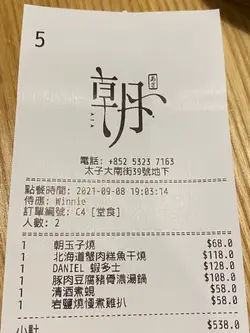 5
朝
AIA
電話: +852 5323 7163
太子大南街39號地下
點餐時間: 2021-09-08 19:03:14
侍應: Winnie
訂單編號: C4 [堂食]
人數: 2
1 朝玉子燒 $68.0
1 北海道蟹肉糕魚干燒 $118.0
1 DANIEL 蝦多士 $128.0
1 豚肉豆腐豬骨濃湯鍋 $108.0
1 清酒煮蜆 $58.0
1 岩鹽燒慢煮雞扒 $58.0
小計 $538.0